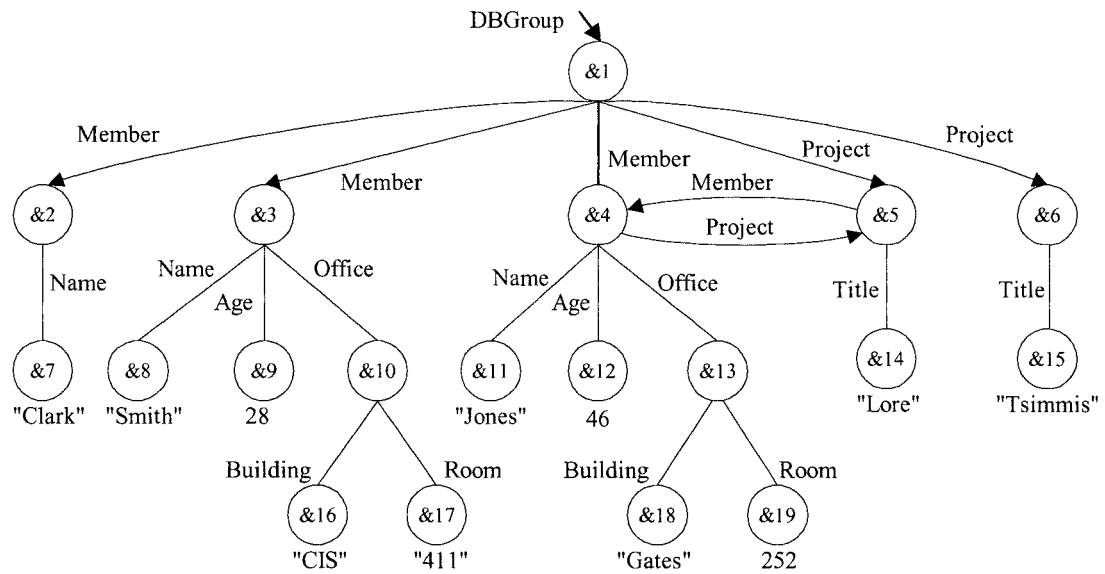 DBGroup
&1
Member
Member
Member
Project
Project
&2
&3
&4
Member
Project
&5
&6
Name
Name
Age
Office
Name
Age
Office
Title
Title
&7
&8
&9
&10
&11
&12
&13
&14
&15
"Clark"
"Smith"
28
"Jones"
46
"Lore"
"Tsimmis"
Building
Room
Building
Room
&16
&17
&18
&19
"CIS"
"411"
"Gates"
252